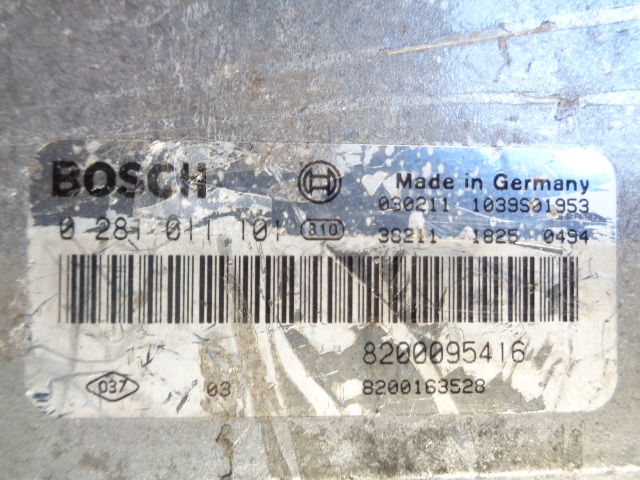 BOSCH Made in Germany
030211 1039S01953
0 281 011 101 810 36211 1825 0494
8200095416
037 03 8200163528